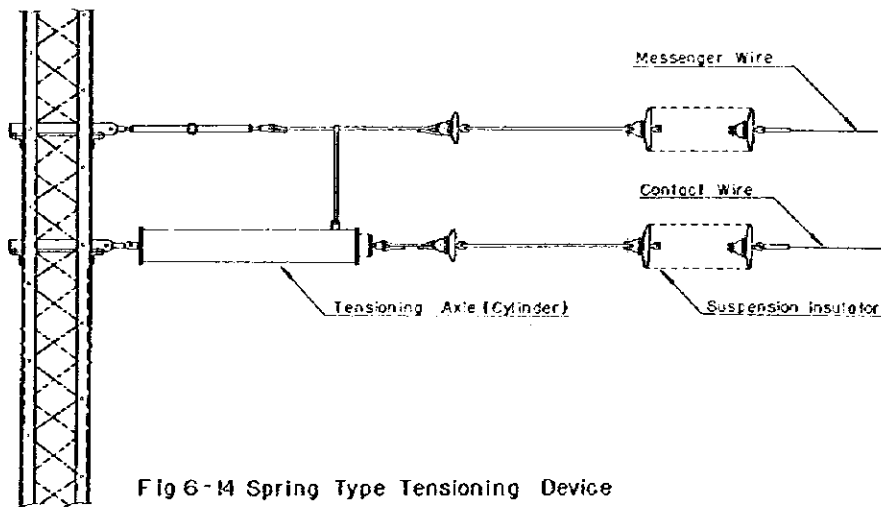 Messenger Wire
Contact Wire
Tensioning Axle (Cylinder)
Suspension Insulator
Fig 6-14 Spring Type Tensioning Device